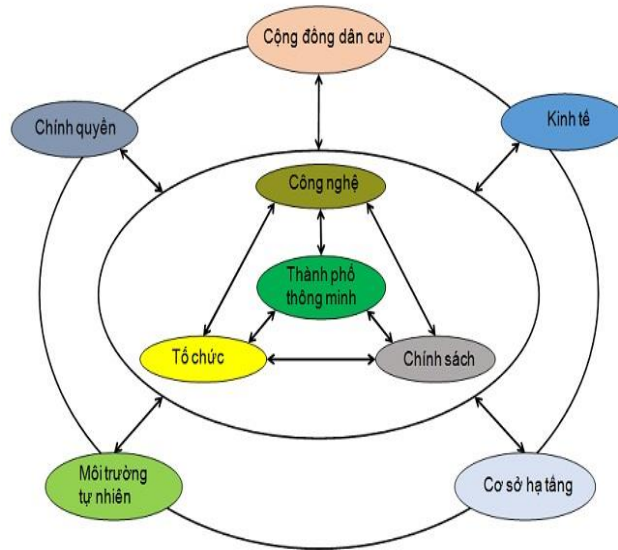 Cộng đồng dân cư
Chính quyền
Kinh tế
Công nghệ
Thành phố
thông minh
Tổ chức
Chính sách
Môi trường
tự nhiên
Cơ sở hạ tầng